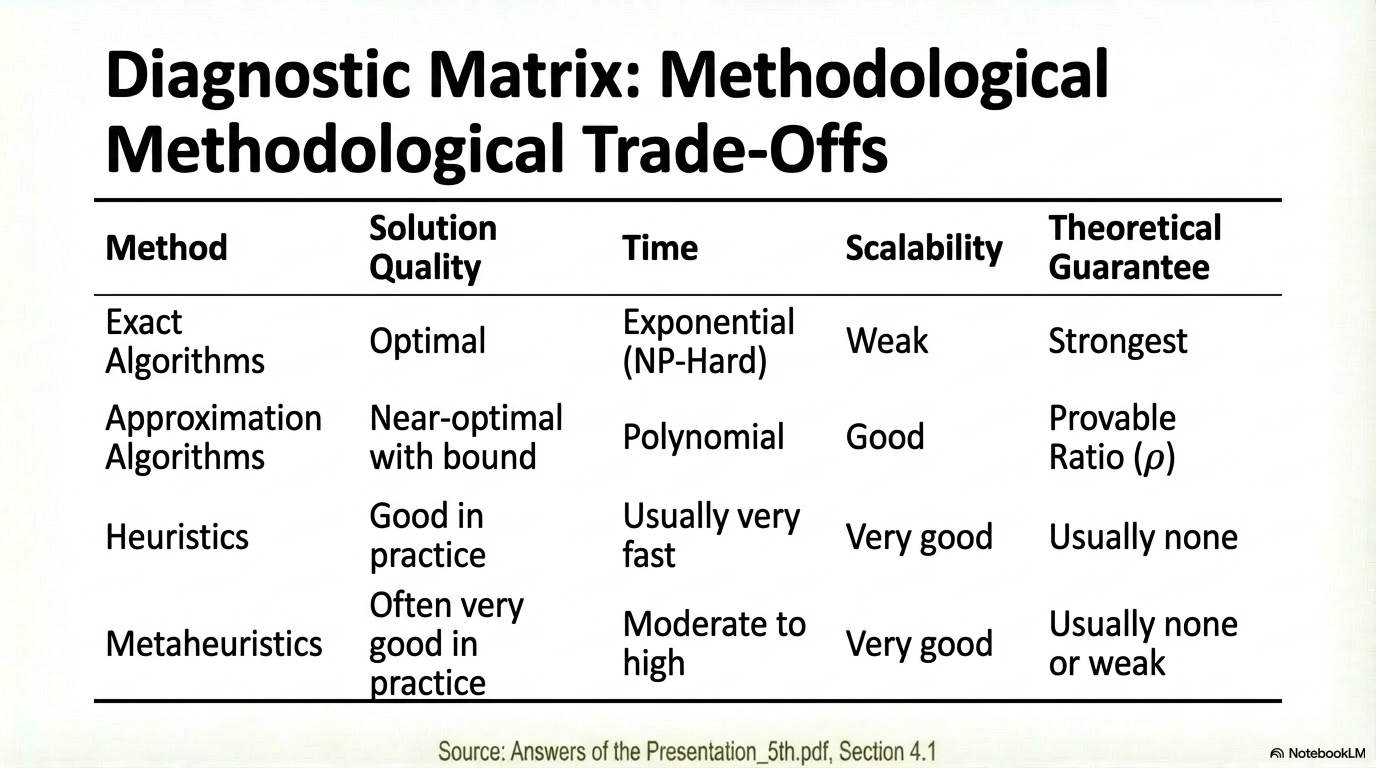 Diagnostic Matrix: Methodological
Methodological Trade-Offs
Method
Solution
Quality
Time
Scalability
Theoretical
Guarantee
Exact
Algorithms
Optimal
Exponential
(NP-Hard)
Weak
Strongest
Approximation
Algorithms
Near-optimal
with bound
Polynomial
Good
Provable
Ratio (ρ)
Heuristics
Good in
practice
Usually very
fast
Very good
Usually none
Metaheuristics
Often very
good in
practice
Moderate to
high
Very good
Usually none
or weak
Source: Answers of the Presentation_5th.pdf, Section 4.1
NotebookLM